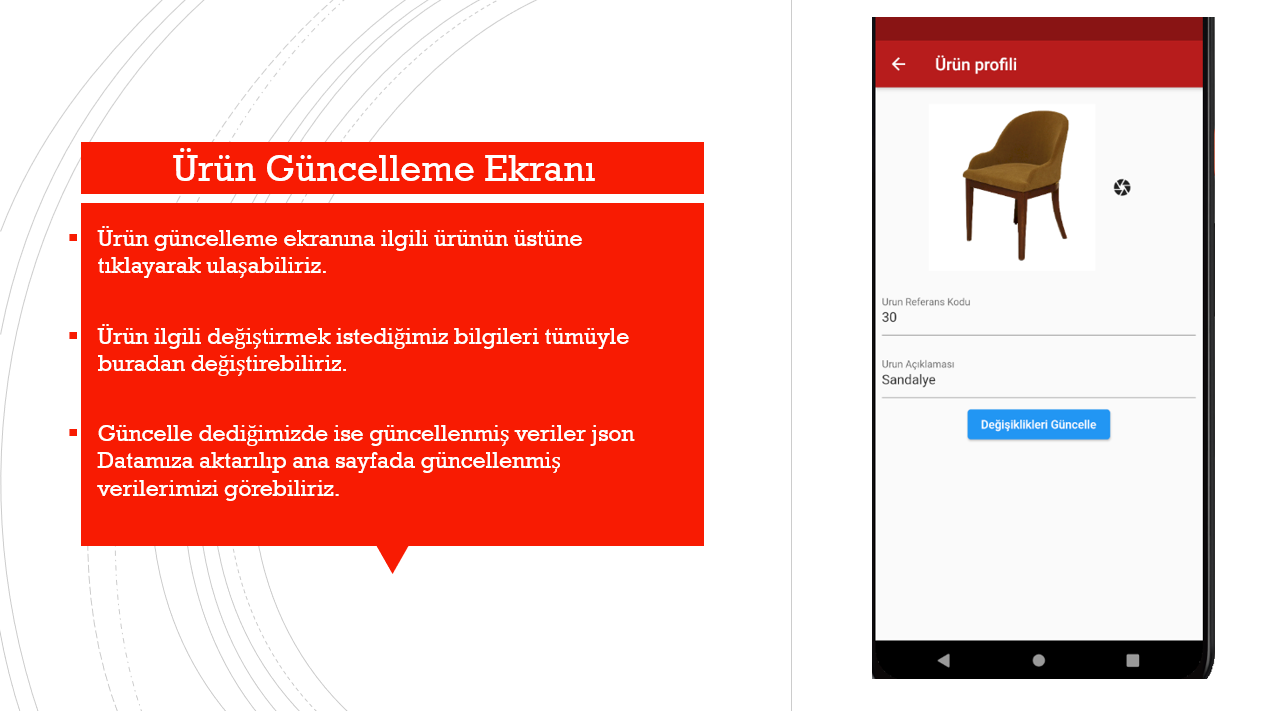 Ürün Güncelleme Ekranı
Ürün güncelleme ekranına ilgili ürünün üstüne
tıklayarak ulaşabiliriz.
Ürün ilgili değiştirmek istediğimiz bilgileri tümüyle
buradan değiştirebiliriz.
Güncelle dediğimizde ise güncellenmiş veriler json
Datamıza aktarılıp ana sayfada güncellenmiş
verilerimizi görebiliriz.
Ürün profili
Urun Referans Kodu
30
Urun Açıklaması
Sandalye
Değişiklikleri Güncelle